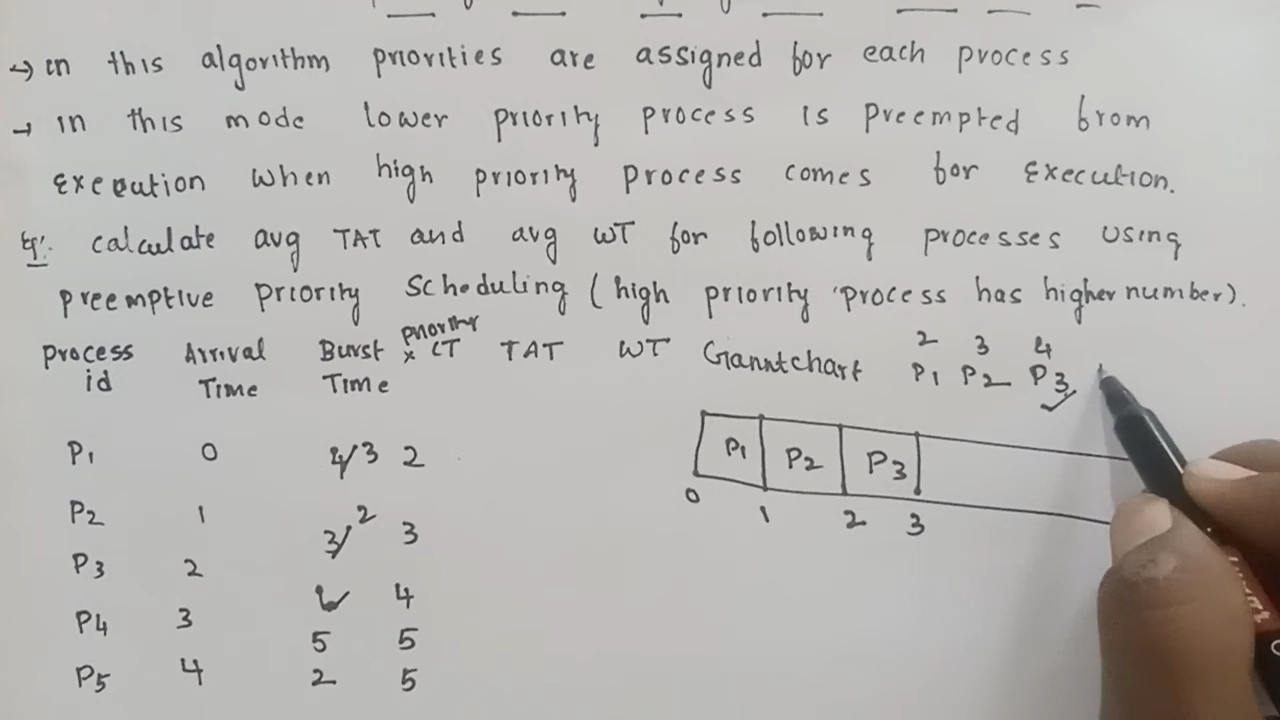 → in this algorithm priorities are assigned for each process
→ in this mode lower priority process is preempted from
execution when high priority process comes for execution.
Eg: calculate avg TAT and avg WT for following processes using
preemptive priority scheduling (high priority process has higher number).
Process id Arrival Time Burst Time priority CT TAT WT Ganntchart
2 3 4
P1 P2 P3
P1 0 4 3 2
P2 1 3 2 3
P3 2 4
P4 3 5 5
P5 4 2 5
P1 P2 P3
0 1 2 3